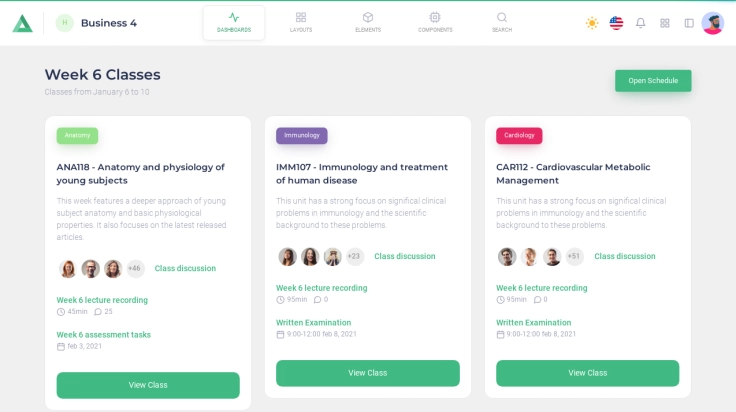 H
Business 4
DASHBOARDS
LAYOUTS
ELEMENTS
COMPONENTS
SEARCH
Week 6 Classes
Classes from January 6 to 10
Open Schedule
Anatomy
ANA118 - Anatomy and physiology of
young subjects
This week features a deeper approach of young
subject anatomy and basic physiological
properties. It also focuses on the latest released
articles.
+46
Class discussion
Week 6 lecture recording
45min
25
Week 6 assessment tasks
feb 3, 2021
View Class
Immunology
IMM107 - Immunology and treatment
of human disease
This unit has a strong focus on significal clinical
problems in immunology and the scientific
background to these problems.
+23
Class discussion
Week 6 lecture recording
95min
0
Written Examination
9:00-12:00 feb 8, 2021
View Class
Cardiology
CAR112 - Cardiovascular Metabolic
Management
This unit has a strong focus on significal clinical
problems in immunology and the scientific
background to these problems.
+51
Class discussion
Week 6 lecture recording
95min
0
Written Examination
9:00-12:00 feb 8, 2021
View Class